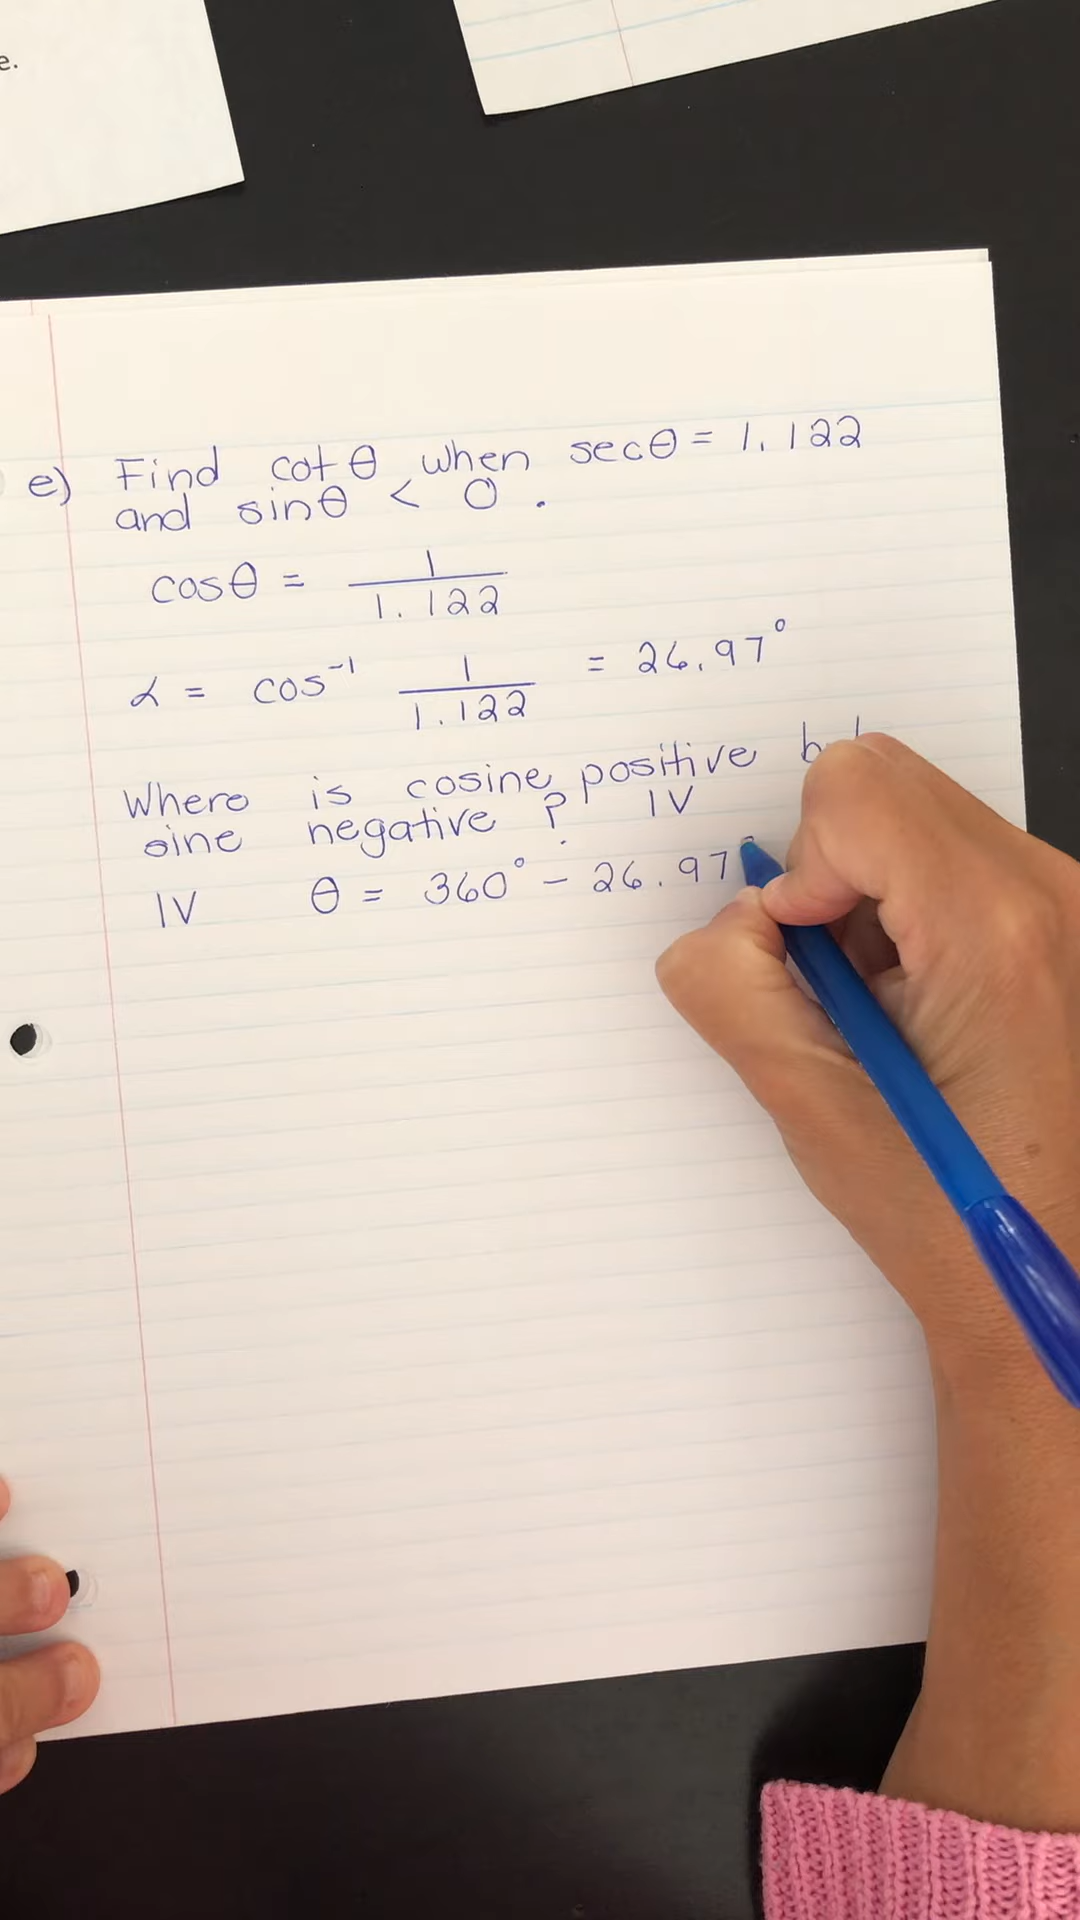 e.
e) Find cot θ when sec θ = 1.122
and sin θ < 0.
cos θ = 1 / 1.122
α = cos⁻¹ 1 / 1.122 = 26.97°
Where is cosine positive
sine negative? IV
IV θ = 360° - 26.97